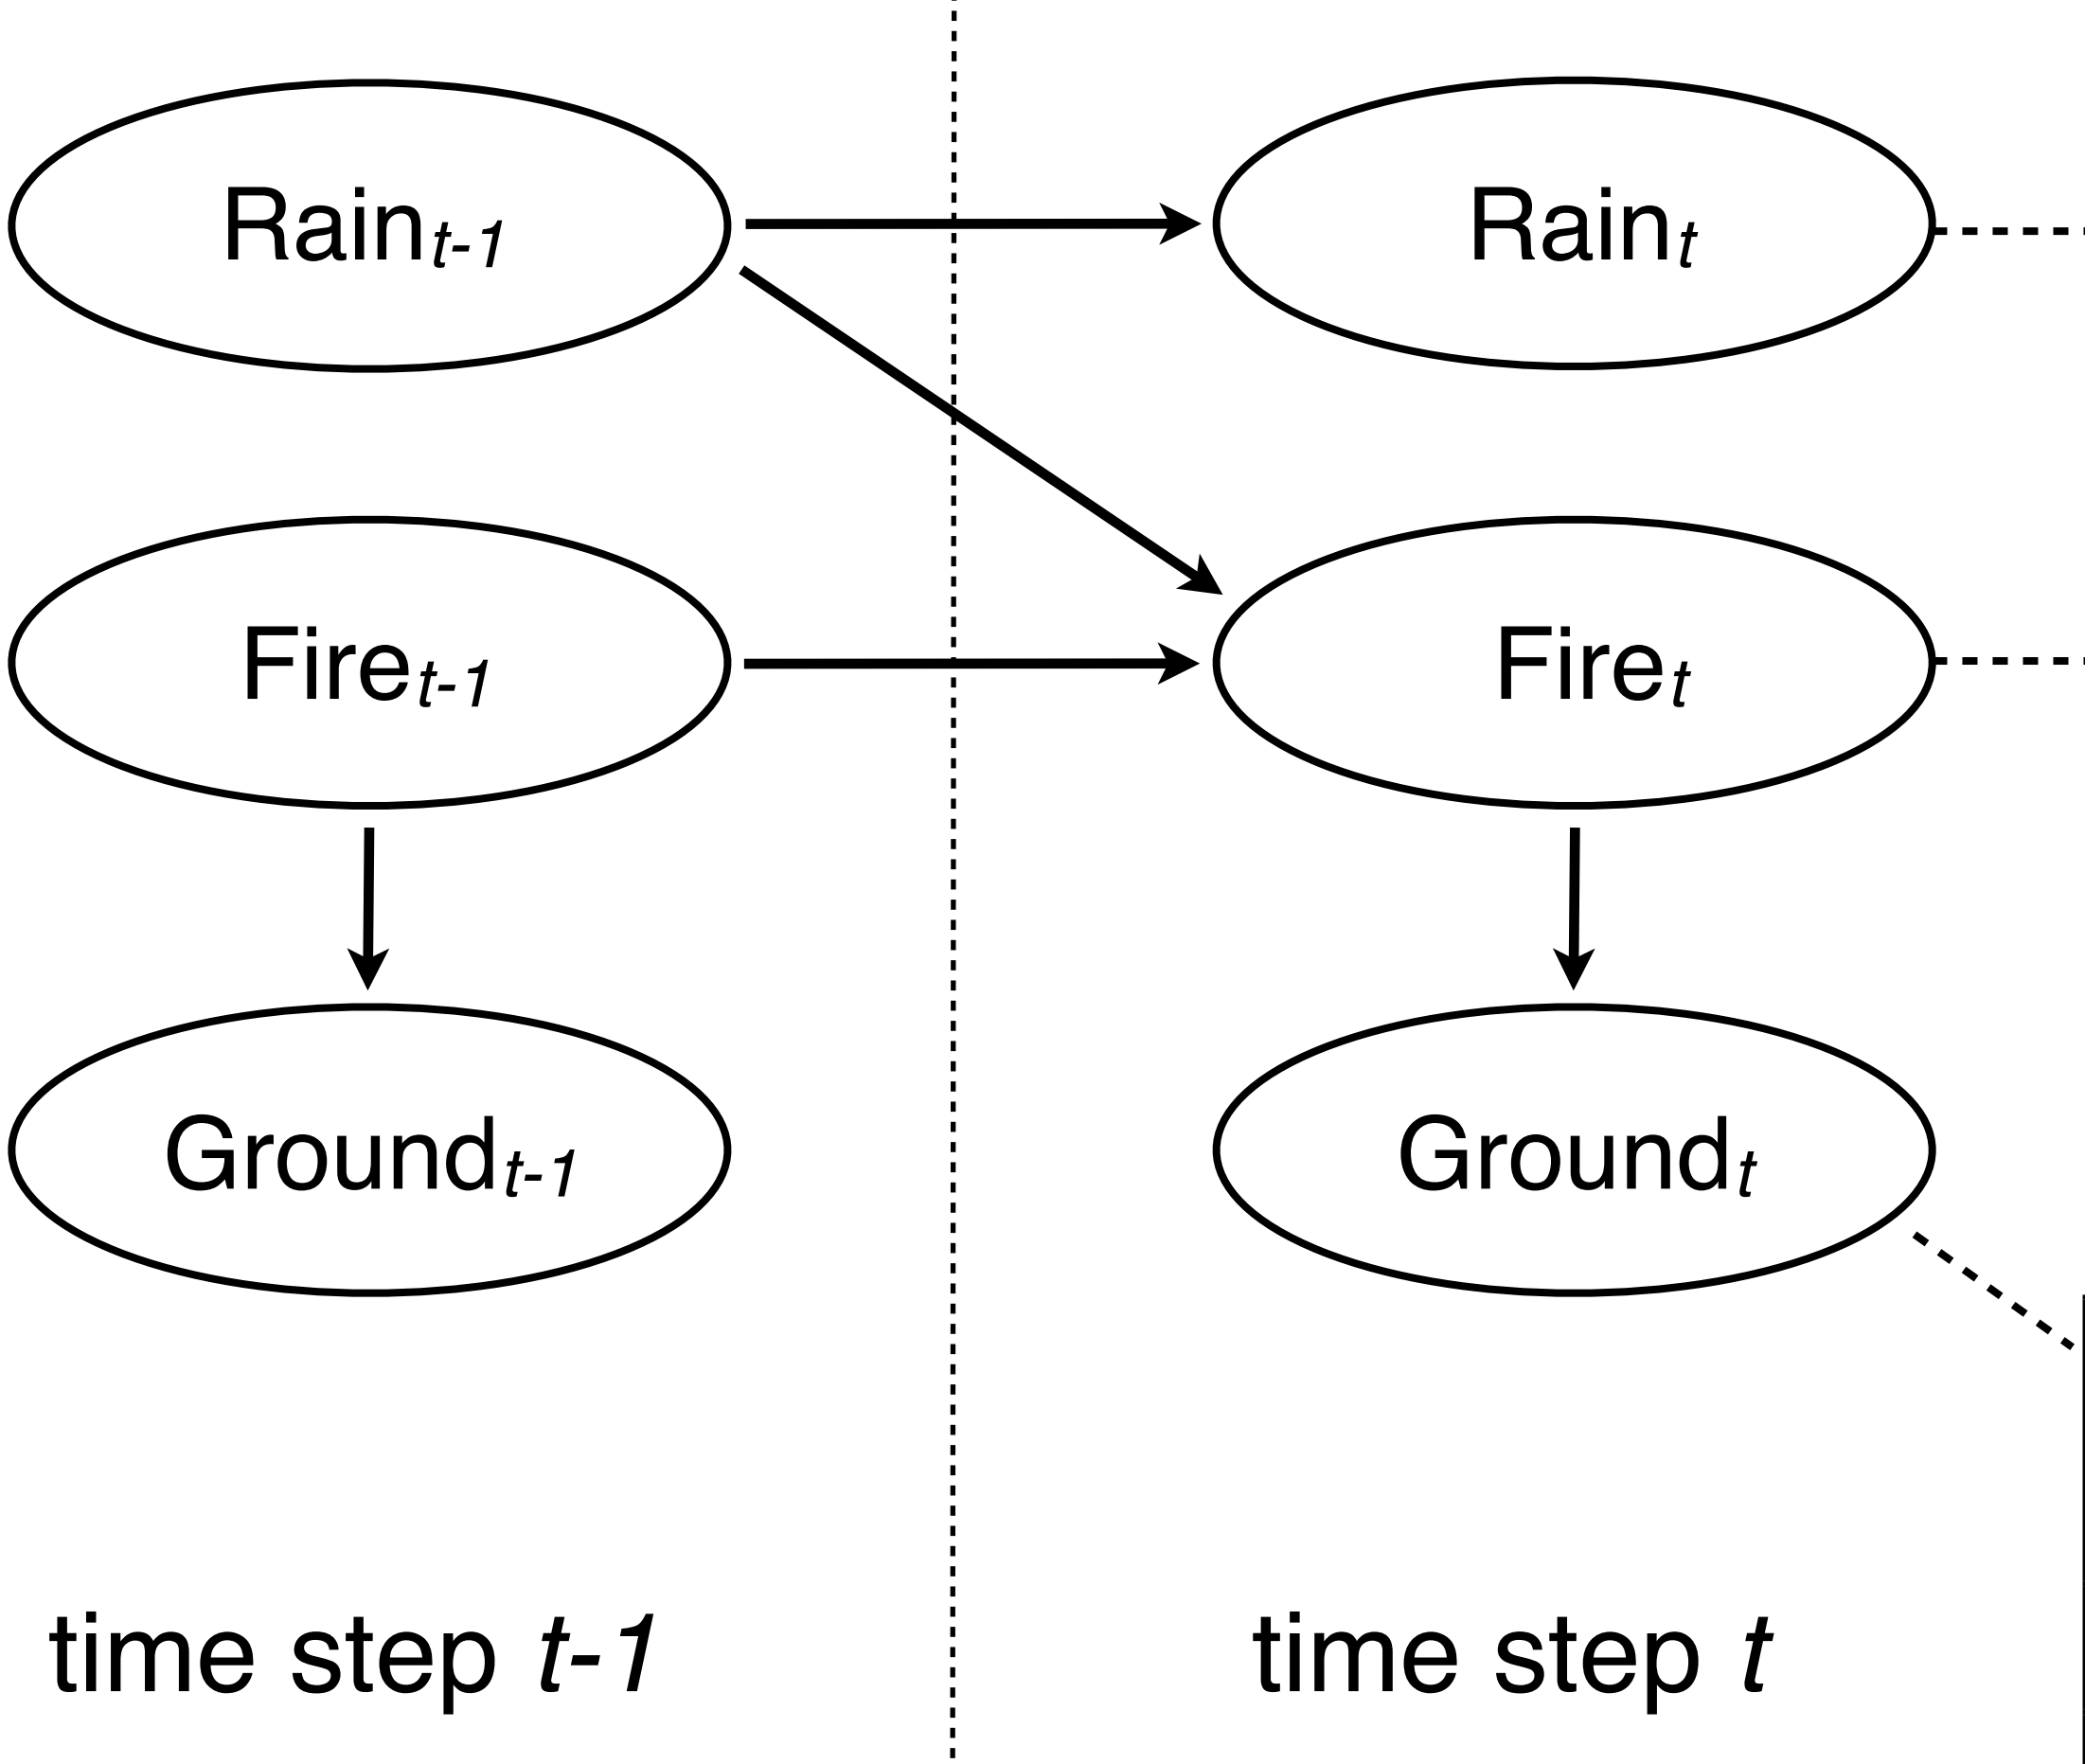 Rain t-1
Rain t
Fire t-1
Fire t
Ground t-1
Ground t
time step t-1
time step t